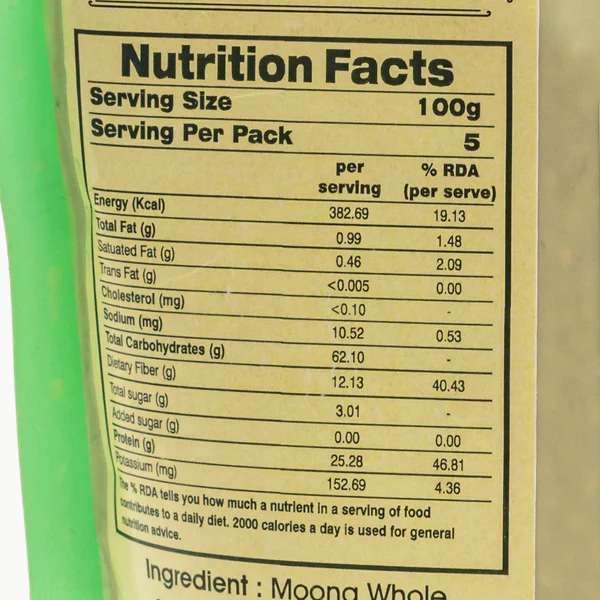 Nutrition Facts
Serving Size 100g
Serving Per Pack 5
per serving % RDA (per serve)
Energy (Kcal) 382.69 19.13
Total Fat (g) 0.99 1.48
Satuated Fat (g) 0.46 2.09
Trans Fat (g) <0.005 0.00
Cholesterol (mg) <0.10 -
Sodium (mg) 10.52 0.53
Total Carbohydrates (g) 62.10 -
Dietary Fiber (g) 12.13 40.43
Total sugar (g) 3.01 -
Added sugar (g) 0.00 0.00
Protein (g) 25.28 46.81
Potassium (mg) 152.69 4.36
The % RDA tells you how much a nutrient in a serving of food
contributes to a daily diet. 2000 calories a day is used for general
nutrition advice.
Ingredient : Moong Whole